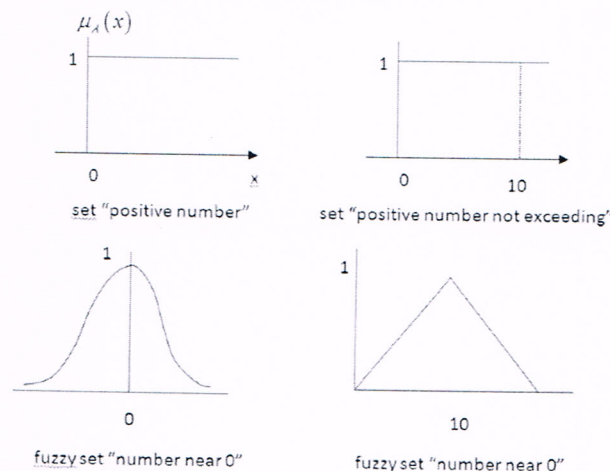 μ_A(x)
1
0
x
set "positive number"
1
0
10
set "positive number not exceeding"
1
0
fuzzy set "number near 0"
1
10
fuzzy set "number near 0"